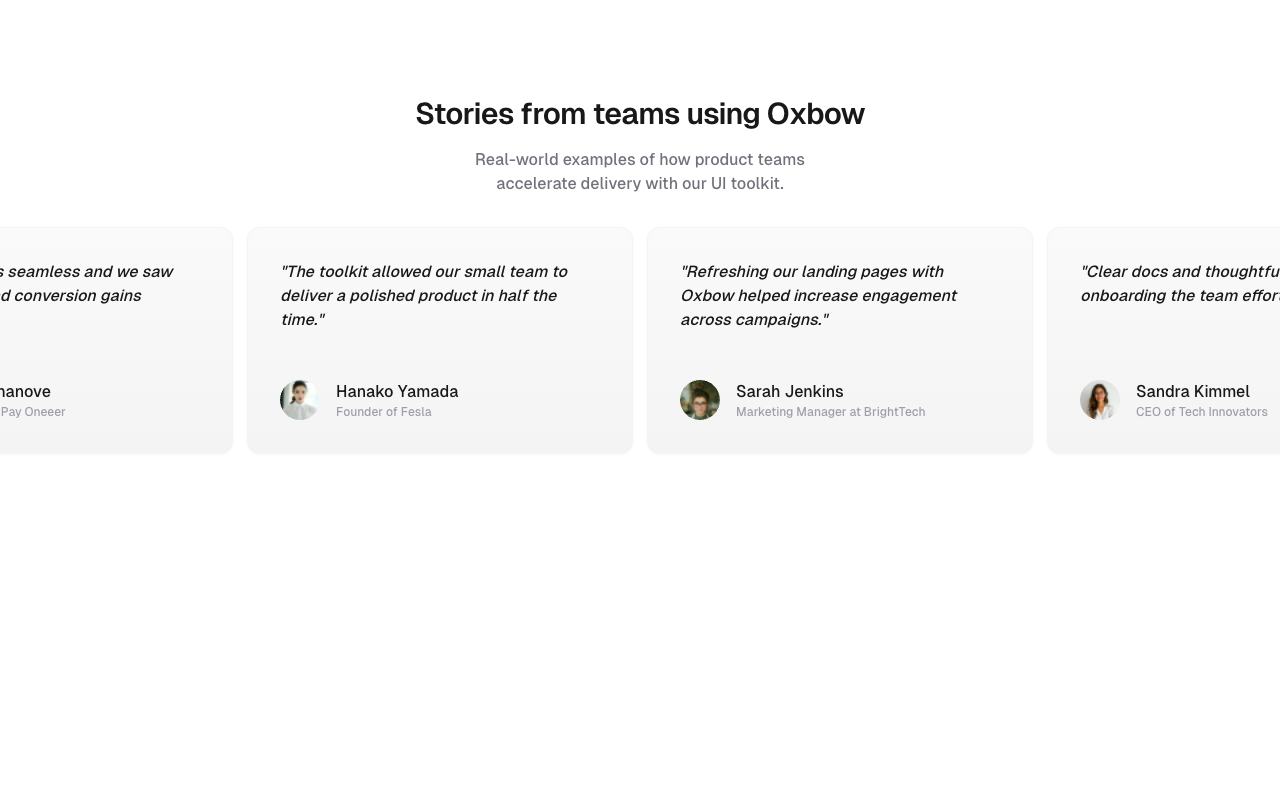 Stories from teams using Oxbow
Real-world examples of how product teams
accelerate delivery with our UI toolkit.
seamless and we saw
conversion gains
Pay Oneeer
"The toolkit allowed our small team to
deliver a polished product in half the
time."
Hanako Yamada
Founder of Fesla
"Refreshing our landing pages with
Oxbow helped increase engagement
across campaigns."
Sarah Jenkins
Marketing Manager at BrightTech
"Clear docs and
onboarding the team
Sandra Kimmel
CEO of Tech Innovators